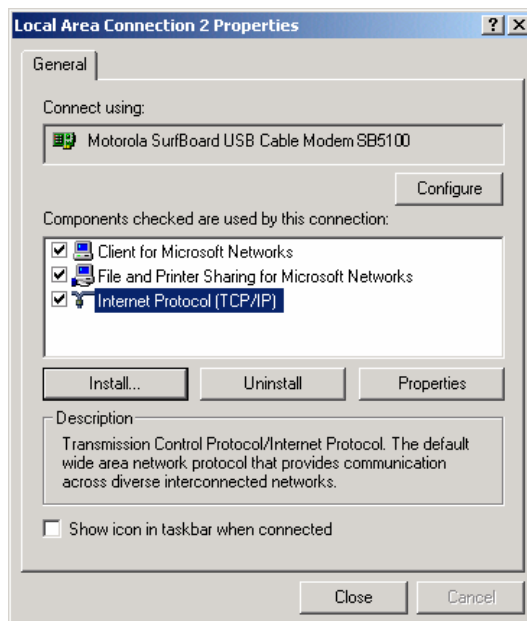 Local Area Connection 2 Properties
General
Connect using:
Motorola SurfBoard USB Cable Modem SB5100
Configure
Components checked are used by this connection:
Client for Microsoft Networks
File and Printer Sharing for Microsoft Networks
Internet Protocol (TCP/IP)
Install... Uninstall Properties
Description
Transmission Control Protocol/Internet Protocol. The default
wide area network protocol that provides communication
across diverse interconnected networks.
Show icon in taskbar when connected
Close Cancel